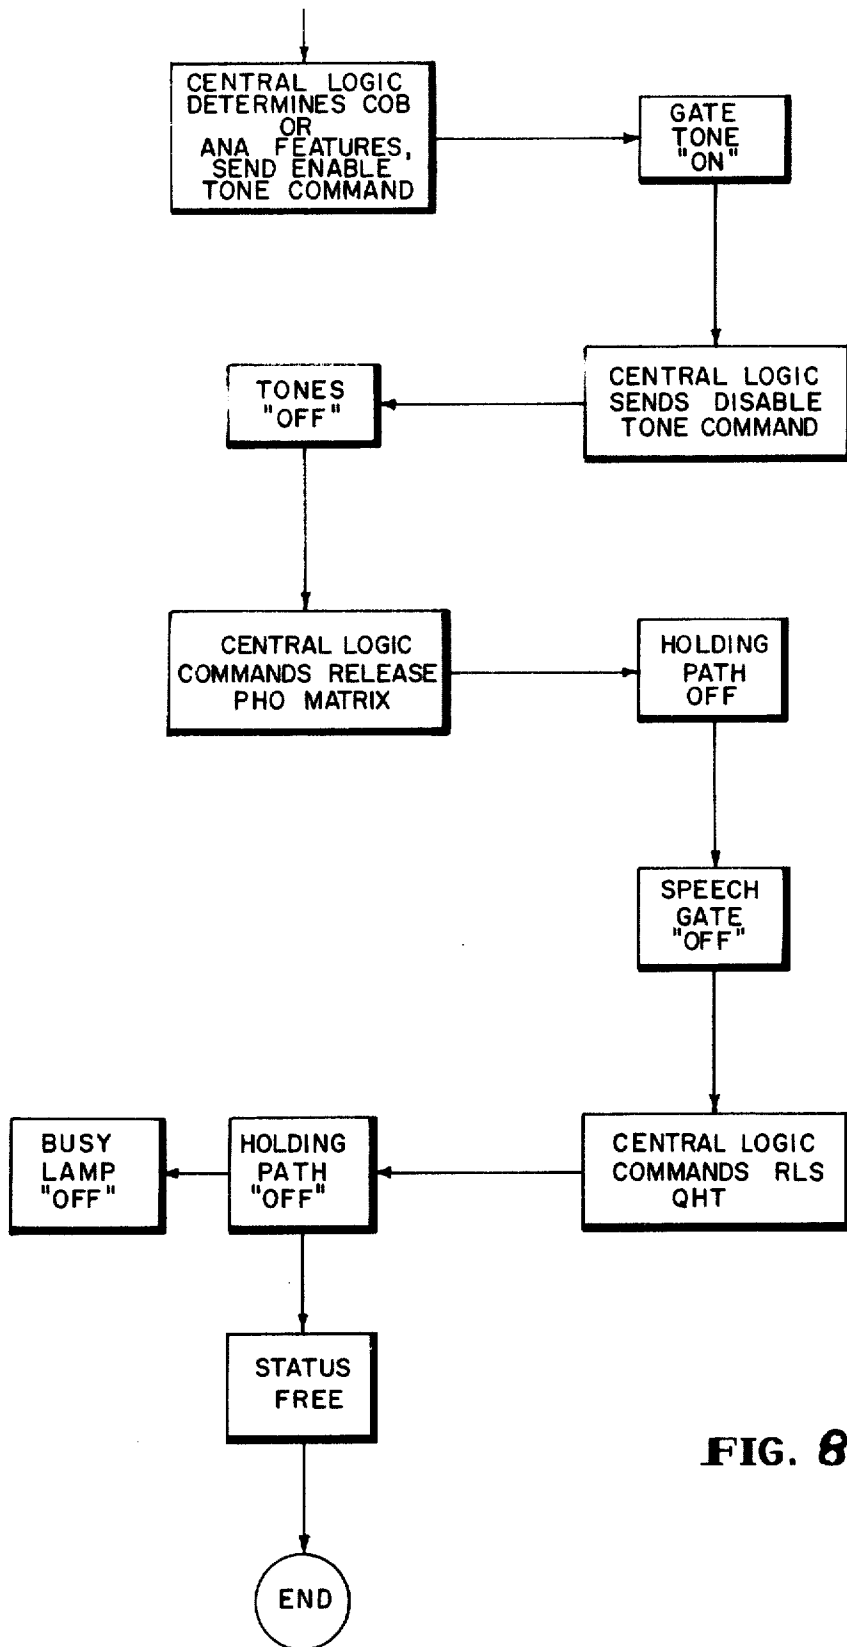 CENTRAL LOGIC
DETERMINES COB
OR
ANA FEATURES,
SEND ENABLE
TONE COMMAND
GATE
TONE
"ON"
CENTRAL LOGIC
SENDS DISABLE
TONE COMMAND
TONES
"OFF"
CENTRAL LOGIC
COMMANDS RELEASE
PHO MATRIX
HOLDING
PATH
OFF
SPEECH
GATE
"OFF"
CENTRAL LOGIC
COMMANDS RLS
QHT
HOLDING
PATH
"OFF"
BUSY
LAMP
"OFF"
STATUS
FREE
END
FIG. 8